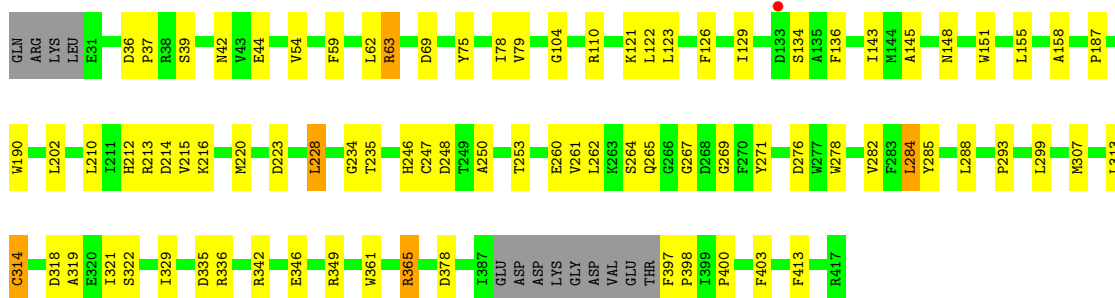 GLN ARG LYS LEU E31 D36 P37 R38 S39 N42 V43 E44 V54 F59 L62 R63 D69 Y75 I78 V79 G104 R110 K121 L122 L123 F126 I129 D133 S134 A135 F136 I143 M144 A145 N148 W151 L155 A158 P187
W190 L202 L210 I211 H212 R213 D214 V215 K216 M220 D223 L228 G234 T235 H246 C247 D248 T249 A250 T253 E260 V261 L262 K263 S264 Q265 G266 G267 D268 G269 F270 Y271 D276 W277 W278 V282 F283 L284 Y285 L288 P293 L299 M307 L313
C314 D318 A319 E320 I321 S322 I329 D335 R336 R342 E346 R349 W361 R365 D378 I387 GLU ASP ASP LYS GLY ASP VAL GLU THR F397 P398 I399 P400 F403 F413 R417